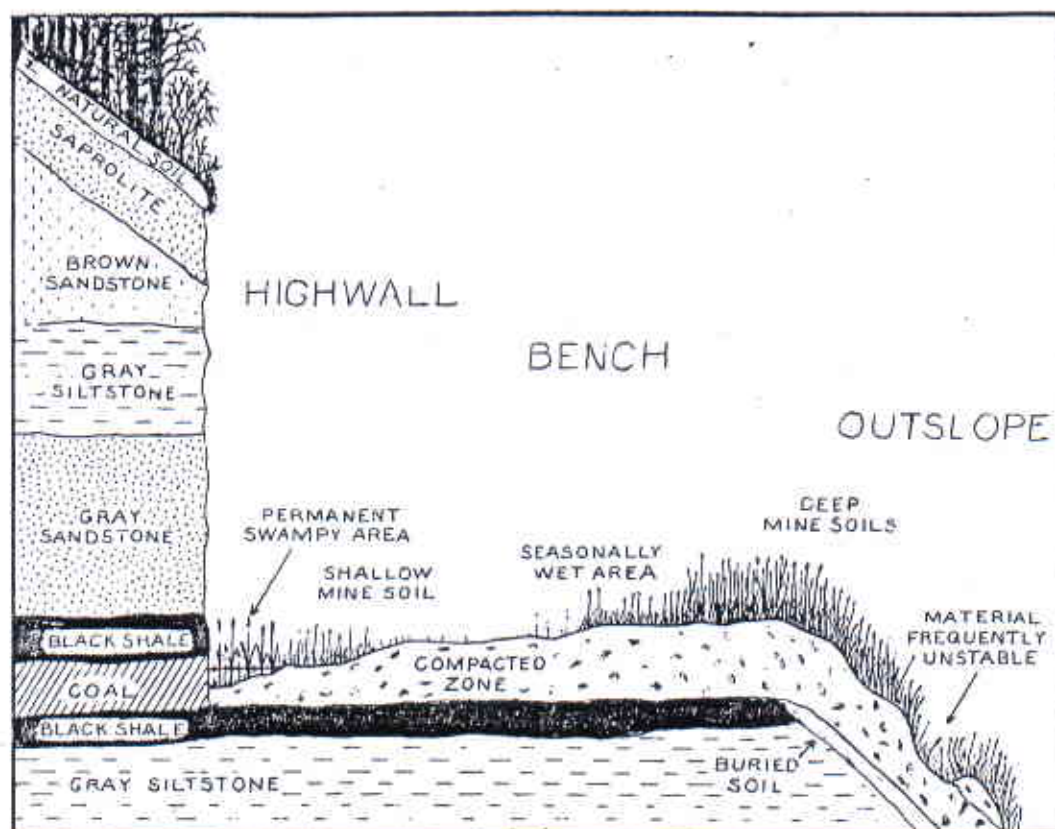 NATURAL SOIL
SAPROLITE
BROWN
SANDSTONE
HIGHWALL
BENCH
GRAY
SILTSTONE
OUTSLOPE
GRAY
SANDSTONE
PERMANENT
SWAMPY AREA
SHALLOW
MINE SOIL
SEASONALLY
WET AREA
DEEP
MINE SOILS
BLACK SHALE
COAL
BLACK SHALE
GRAY SILTSTONE
COMPACTED
ZONE
MATERIAL
FREQUENTLY
UNSTABLE
BURIED
SOIL